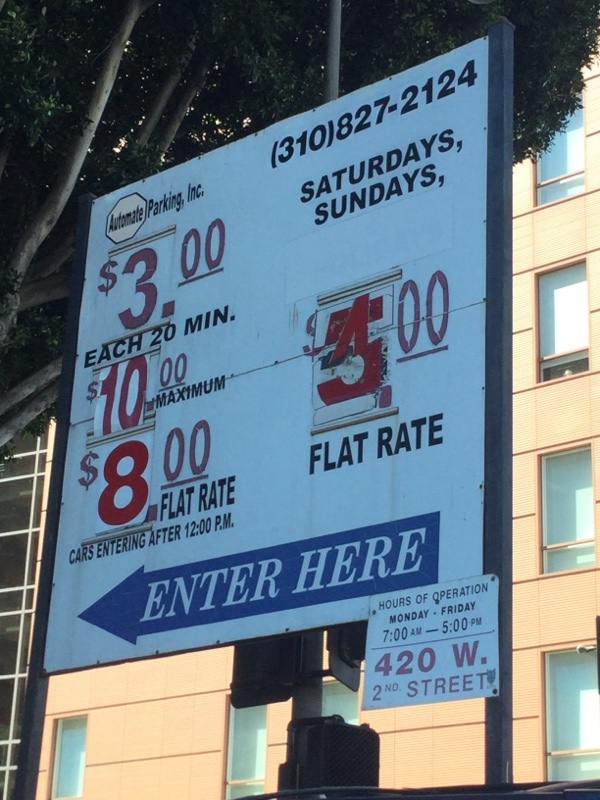 Automate Parking, Inc.
$3.00
EACH 20 MIN.
$10.00
MAXIMUM
$8.00
FLAT RATE
CARS ENTERING AFTER 12:00 P.M.
(310)827-2124
SATURDAYS,
SUNDAYS,
.00
FLAT RATE
ENTER HERE
HOURS OF OPERATION
MONDAY - FRIDAY
7:00 AM — 5:00 PM
420 W.
2ND. STREET